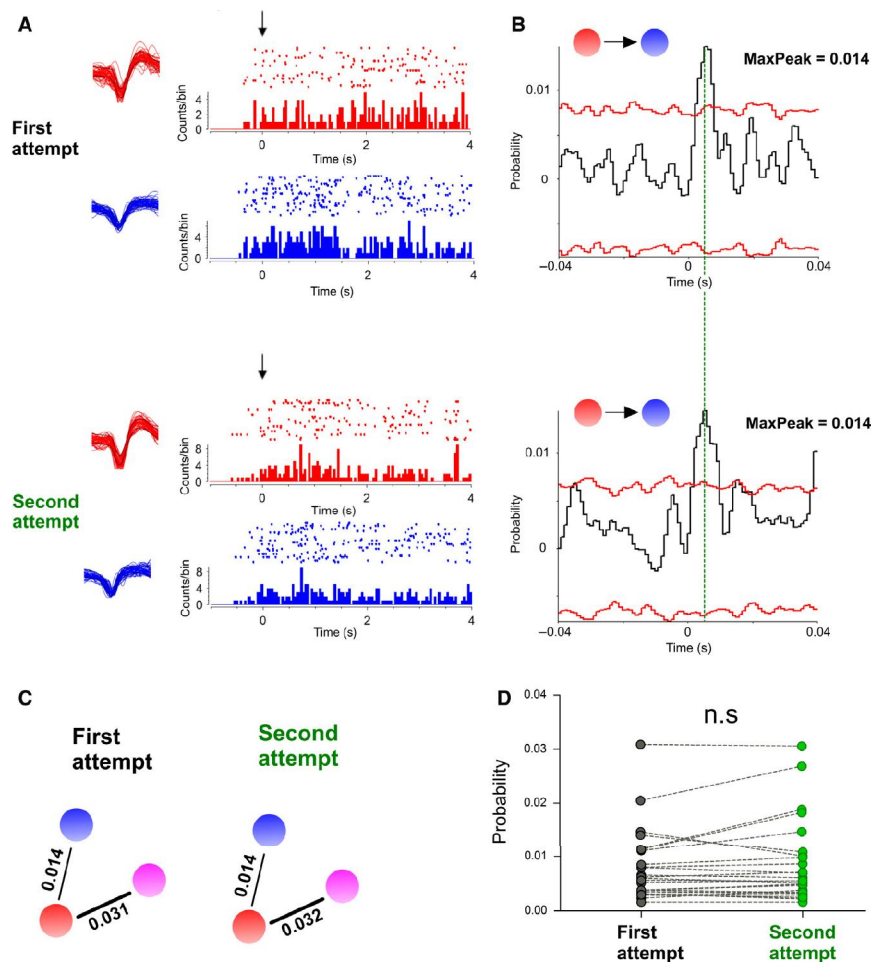 A
First
attempt
Counts/bin
4
2
0
0
2
4
Time (s)
Counts/bin
4
0
0
2
4
Time (s)
Second
attempt
Counts/bin
8
4
0
0
2
4
Time (s)
Counts/bin
8
4
0
0
2
4
Time (s)
B
MaxPeak = 0.014
Probability
0.01
0
–0.04
0
0.04
Time (s)
MaxPeak = 0.014
Probability
0.01
0
–0.04
0
0.04
Time (s)
C
First
attempt
Second
attempt
0.014
0.031
0.014
0.032
D
n.s
Probability
0.04
0.03
0.02
0.01
0.00
First
attempt
Second
attempt